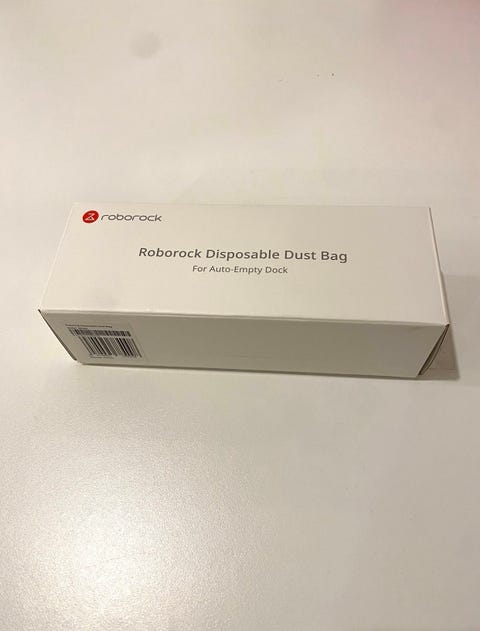 roborock
Roborock Disposable Dust Bag
For Auto-Empty Dock